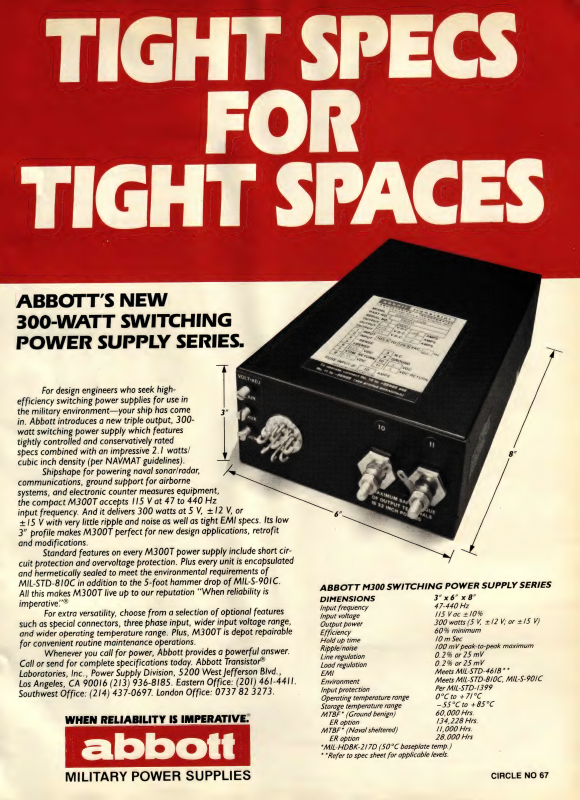 TIGHT SPECS
FOR
TIGHT SPACES
ABBOTT'S NEW
300-WATT SWITCHING
POWER SUPPLY SERIES.
For design engineers who seek high-
efficiency switching power supplies for use in
the military environment—your ship has come
in. Abbott introduces a new triple output, 300-
watt switching power supply which features
tightly controlled and conservatively rated
specs combined with an impressive 2.1 watts/
cubic inch density (per NAVMAT guidelines).
Shipshape for powering naval sonar/radar,
communications, ground support for airborne
systems, and electronic counter measures equipment,
the compact M300T accepts 115 V at 47 to 440 Hz
input frequency. And it delivers 300 watts at 5 V, ±12 V, or
±15 V with very little ripple and noise as well as tight EMI specs. Its low
3" profile makes M300T perfect for new design applications, retrofit
and modifications.
Standard features on every M300T power supply include short cir-
cuit protection and overvoltage protection. Plus every unit is encapsulated
and hermetically sealed to meet the environmental requirements of
MIL-STD-810C in addition to the 5-foot hammer drop of MIL-S-901C.
All this makes M300T live up to our reputation "When reliability is
imperative."®
For extra versatility, choose from a selection of optional features
such as special connectors, three phase input, wider input voltage range,
and wider operating temperature range. Plus, M300T is depot repairable
for convenient routine maintenance operations.
Whenever you call for power, Abbott provides a powerful answer.
Call or send for complete specifications today. Abbott Transistor®
Laboratories, Inc., Power Supply Division, 5200 West Jefferson Blvd.,
Los Angeles, CA 90016 (213) 936-8185. Eastern Office: (201) 461-4411.
Southwest Office: (214) 437-0697. London Office: 0737 82 3273.
WHEN RELIABILITY IS IMPERATIVE.®
abbott
MILITARY POWER SUPPLIES
VOLT-ADJ
10
11
MAXIMUM
OF OUTPUT
3"
6"
8"
ABBOTT M300 SWITCHING POWER SUPPLY SERIES
DIMENSIONS 3" x 6" x 8"
Input frequency 47-440 Hz
Input voltage 115 V ac ±10%
Output power 300 watts (5 V, ±12 V, or ±15 V)
Efficiency 60% minimum
Hold up time 10 m Sec
Ripple/noise 100 mV peak-to-peak maximum
Line regulation 0.2% or 25 mV
Load regulation 0.2% or 25 mV
EMI Meets MIL-STD-461B**
Environment Meets MIL-STD-810C, MIL-S-901C
Input protection Per MIL-STD-1399
Operating temperature range 0°C to +71°C
Storage temperature range −55°C to +85°C
MTBF* (Ground benign) 60,000 Hrs.
ER option 134,228 Hrs.
MTBF* (Naval sheltered) 11,000 Hrs.
ER option 28,000 Hrs
*MIL-HDBK-217D (50°C baseplate temp.)
**Refer to spec sheet for applicable levels.
CIRCLE NO 67